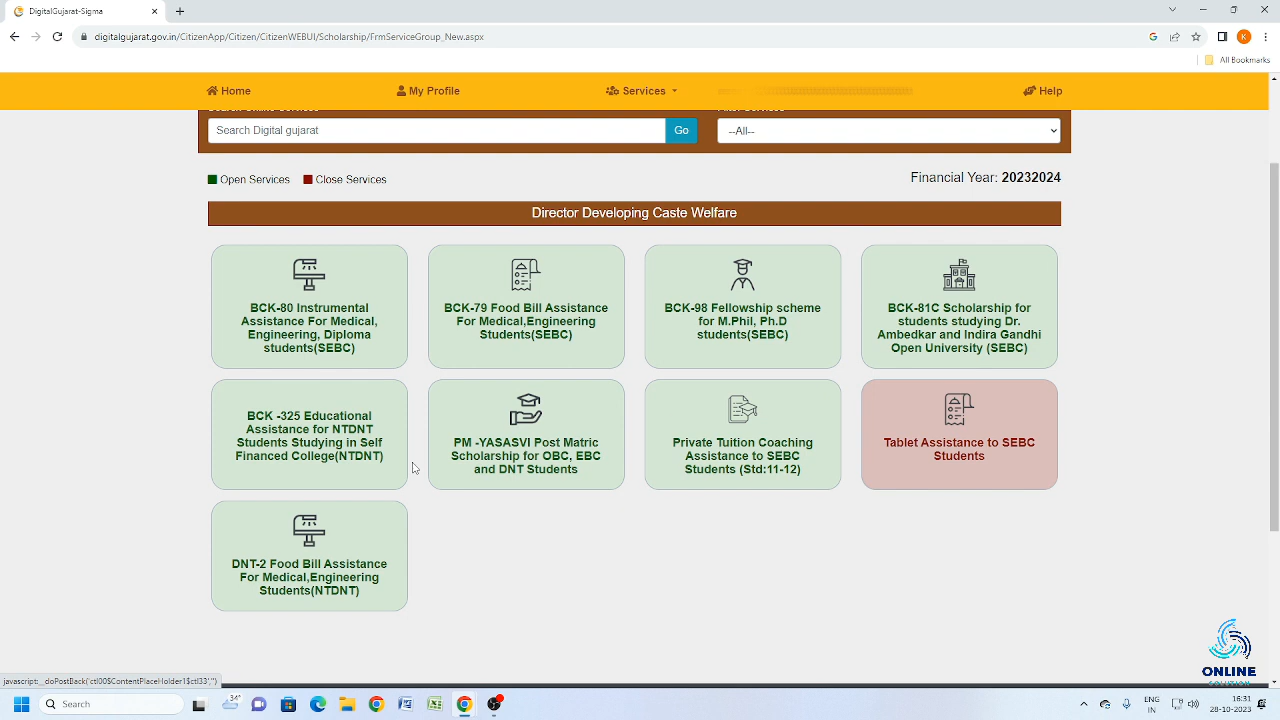 DigitalGujarat-Sigma
digitalgujarat.gov.in/CitizenApp/Citizen/WEBUI/Scholarship/FrmServiceGroup_New.aspx
K
All Bookmarks
Home
My Profile
Services
Help
Search Digital gujarat
Go
--All--
Open Services
Close Services
Financial Year: 20232024
Director Developing Caste Welfare
BCK-80 Instrumental
Assistance For Medical,
Engineering, Diploma
students(SEBC)
BCK-79 Food Bill Assistance
For Medical,Engineering
Students(SEBC)
BCK-98 Fellowship scheme
for M.Phil, Ph.D
students(SEBC)
BCK-81C Scholarship for
students studying Dr.
Ambedkar and Indira Gandhi
Open University (SEBC)
BCK -325 Educational
Assistance for NTDNT
Students Studying in Self
Financed College(NTDNT)
PM -YASASVI Post Matric
Scholarship for OBC, EBC
and DNT Students
Private Tuition Coaching
Assistance to SEBC
Students (Std:11-12)
Tablet Assistance to SEBC
Students
DNT-2 Food Bill Assistance
For Medical,Engineering
Students(NTDNT)
ONLINE
javascript:__doPostBack('ctl00$ContentPlaceHolder1$ctl33','')
Search
34°
ENG
IN
16:31
28-10-2023